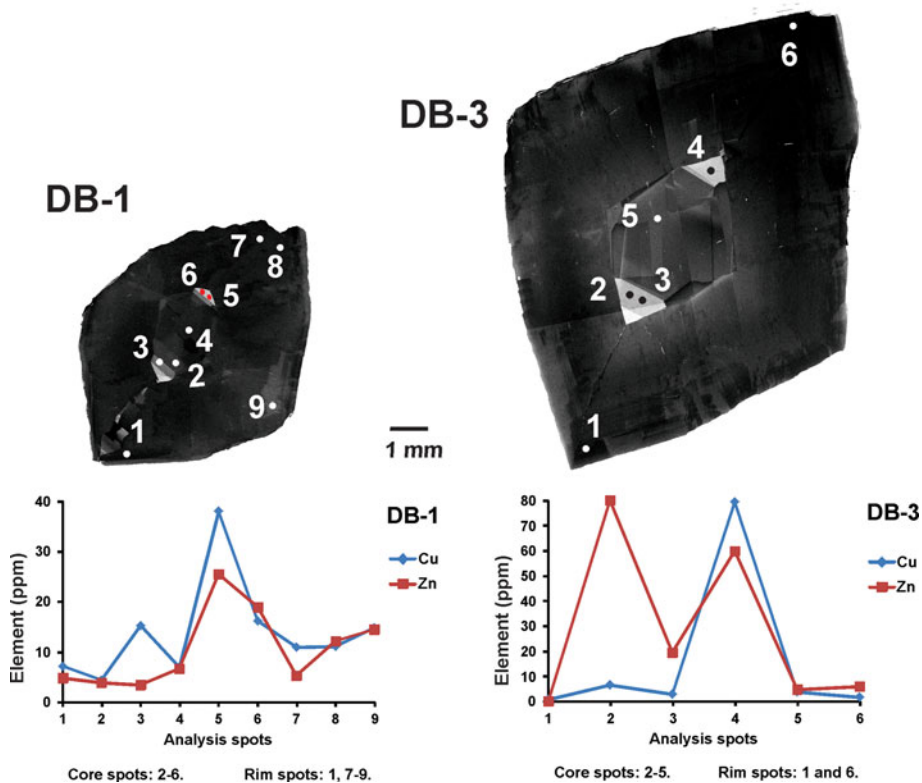 DB-1
7
8
6
5
4
3
2
9
1
DB-3
6
4
5
2
3
1
1 mm
40
30
20
10
0
Element (ppm)
DB-1
Cu
Zn
1 2 3 4 5 6 7 8 9
Analysis spots
Core spots: 2-6. Rim spots: 1, 7-9.
80
70
60
50
40
30
20
10
0
Element (ppm)
DB-3
Cu
Zn
1 2 3 4 5 6
Analysis spots
Core spots: 2-5. Rim spots: 1 and 6.